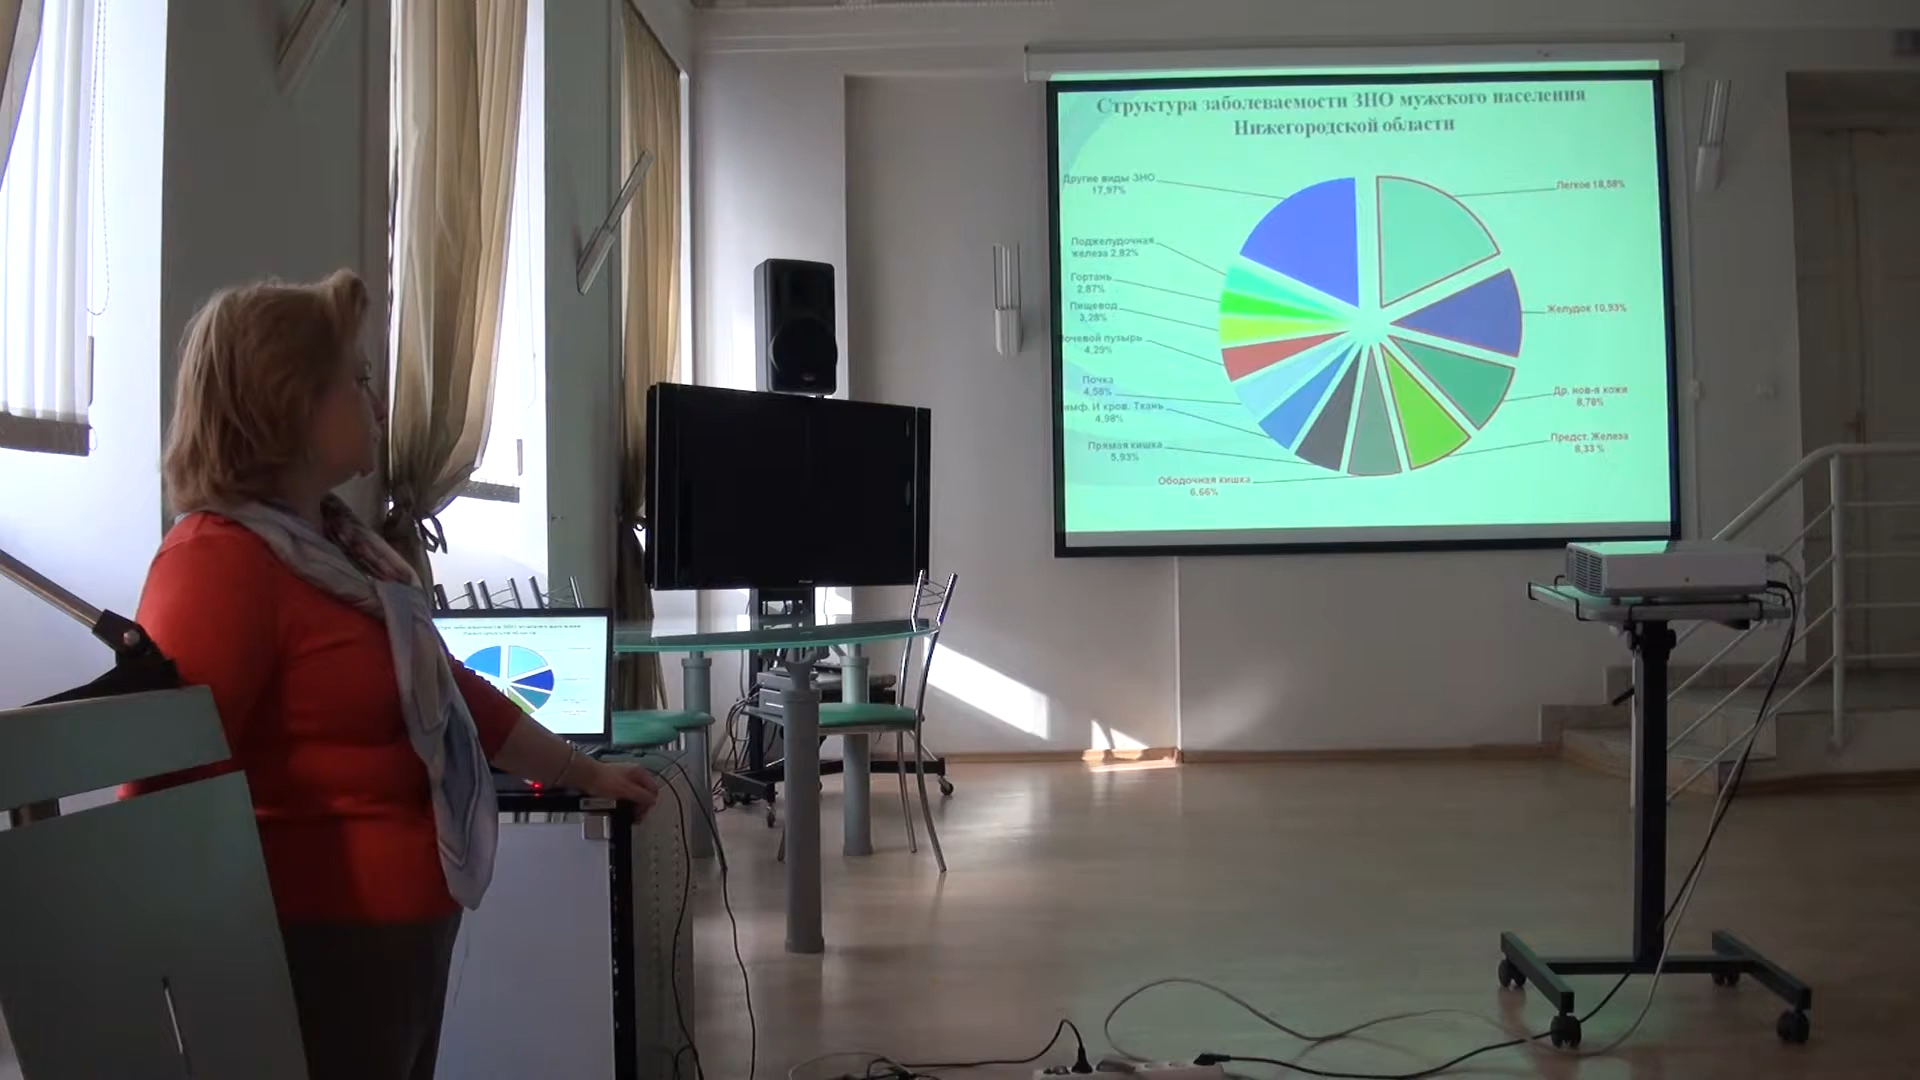 Структура заболеваемости ЗНО мужского населения
Нижегородской области
Другие виды ЗНО
17,97%
Легкое 18,58%
Поджелудочная
железа 2,82%
Гортань
2,87%
Желудок 10,93%
Пищевод
3,28%
Мочевой пузырь
4,29%
Почка
4,58%
Др. нов-я кожи
8,78%
имф. И кров. Ткань
4,98%
Предст. Железа
8,33 %
Прямая кишка
5,93%
Ободочная кишка
6,66%